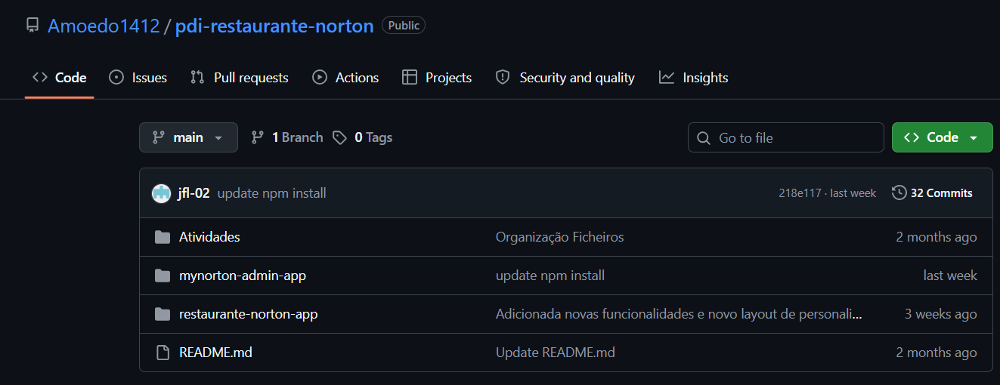 Amoedo1412 / pdi-restaurante-norton Public
Code Issues Pull requests Actions Projects Security and quality Insights
main 1 Branch 0 Tags Go to file Code
jfl-02 update npm install 218e117 · last week 32 Commits
Atividades Organização Ficheiros 2 months ago
mynorton-admin-app update npm install last week
restaurante-norton-app Adicionada novas funcionalidades e novo layout de personali... 3 weeks ago
README.md Update README.md 2 months ago